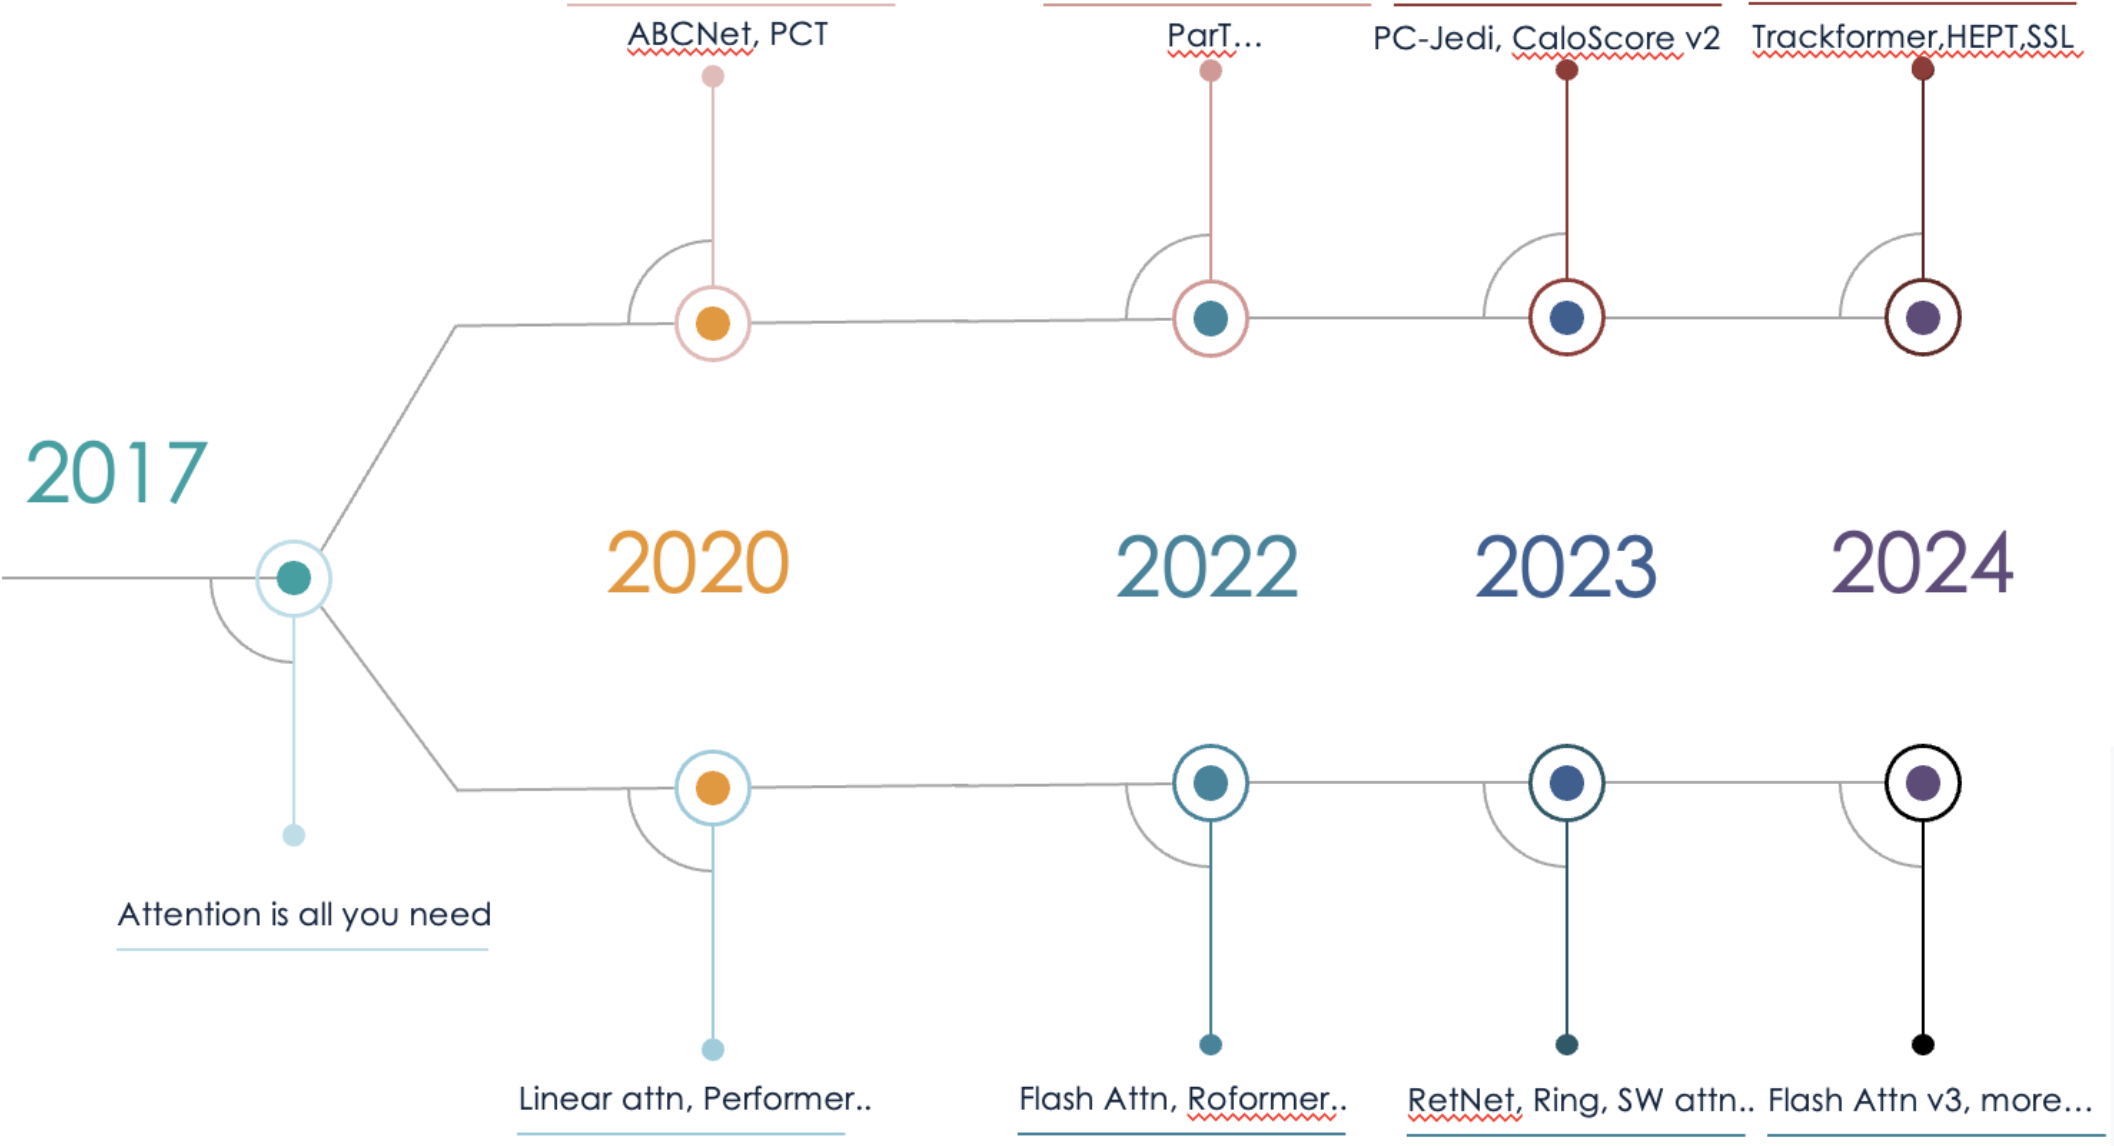 ABCNet, PCT
ParT...
PC-Jedi, CaloScore v2
Trackformer,HEPT,SSL
2017
2020
2022
2023
2024
Attention is all you need
Linear attn, Performer..
Flash Attn, Roformer..
RetNet, Ring, SW attn..
Flash Attn v3, more...